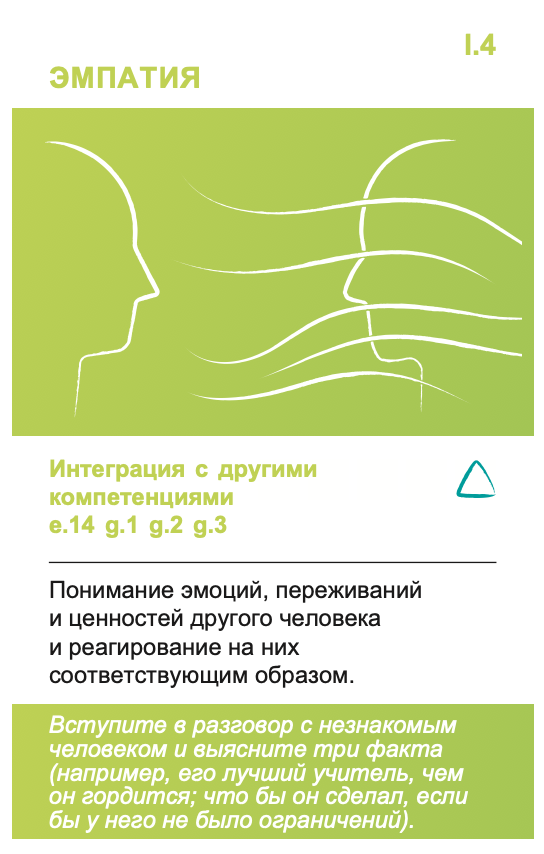 I.4
ЭМПАТИЯ
Интеграция с другими
компетенциями
e.14 g.1 g.2 g.3
Понимание эмоций, переживаний
и ценностей другого человека
и реагирование на них
соответствующим образом.
Вступите в разговор с незнакомым
человеком и выясните три факта
(например, его лучший учитель, чем
он гордится; что бы он сделал, если
бы у него не было ограничений).